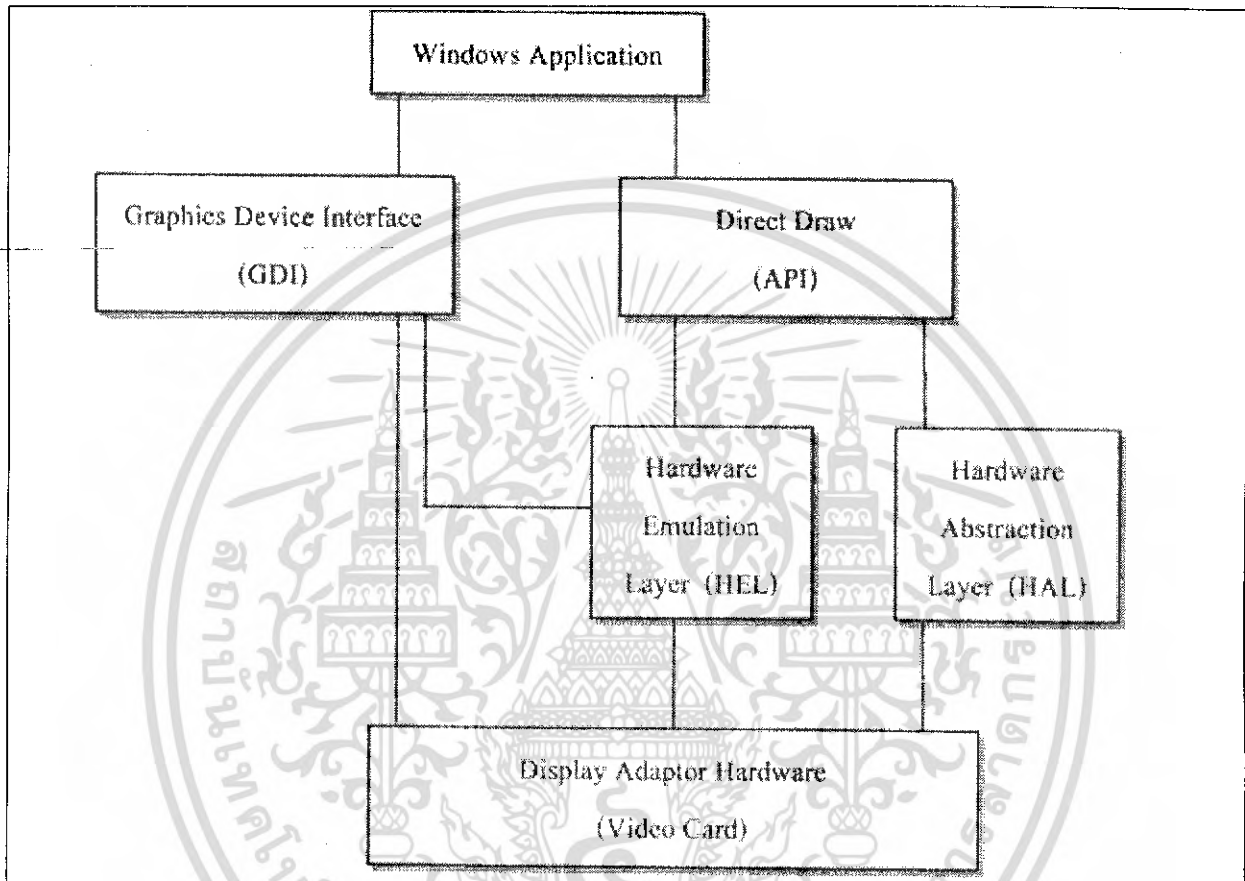 Windows Application
Graphics Device Interface
(GDI)
Direct Draw
(API)
Hardware
Emulation
Layer (HEL)
Hardware
Abstraction
Layer (HAL)
Display Adaptor Hardware
(Video Card)